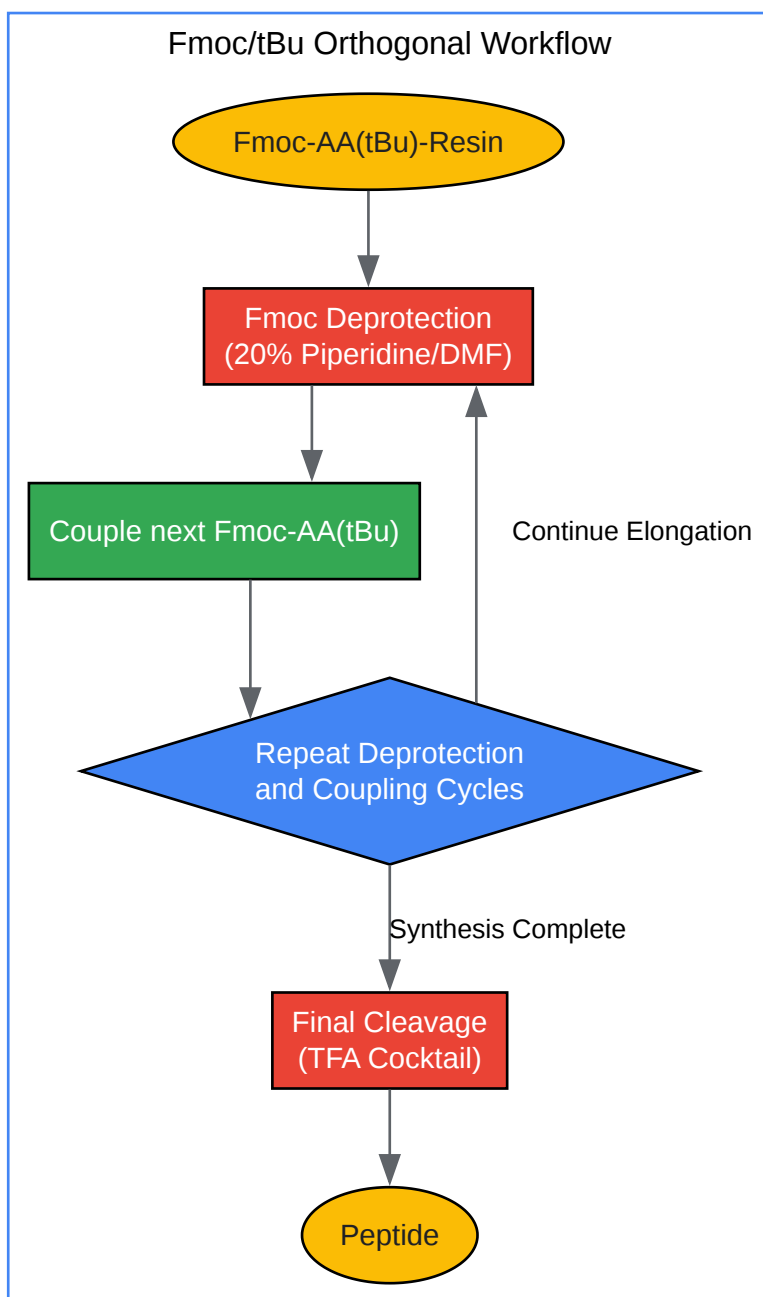 Fmoc/tBu Orthogonal Workflow
Fmoc-AA(tBu)-Resin
Fmoc Deprotection
(20% Piperidine/DMF)
Couple next Fmoc-AA(tBu)
Continue Elongation
Repeat Deprotection
and Coupling Cycles
Synthesis Complete
Final Cleavage
(TFA Cocktail)
Peptide